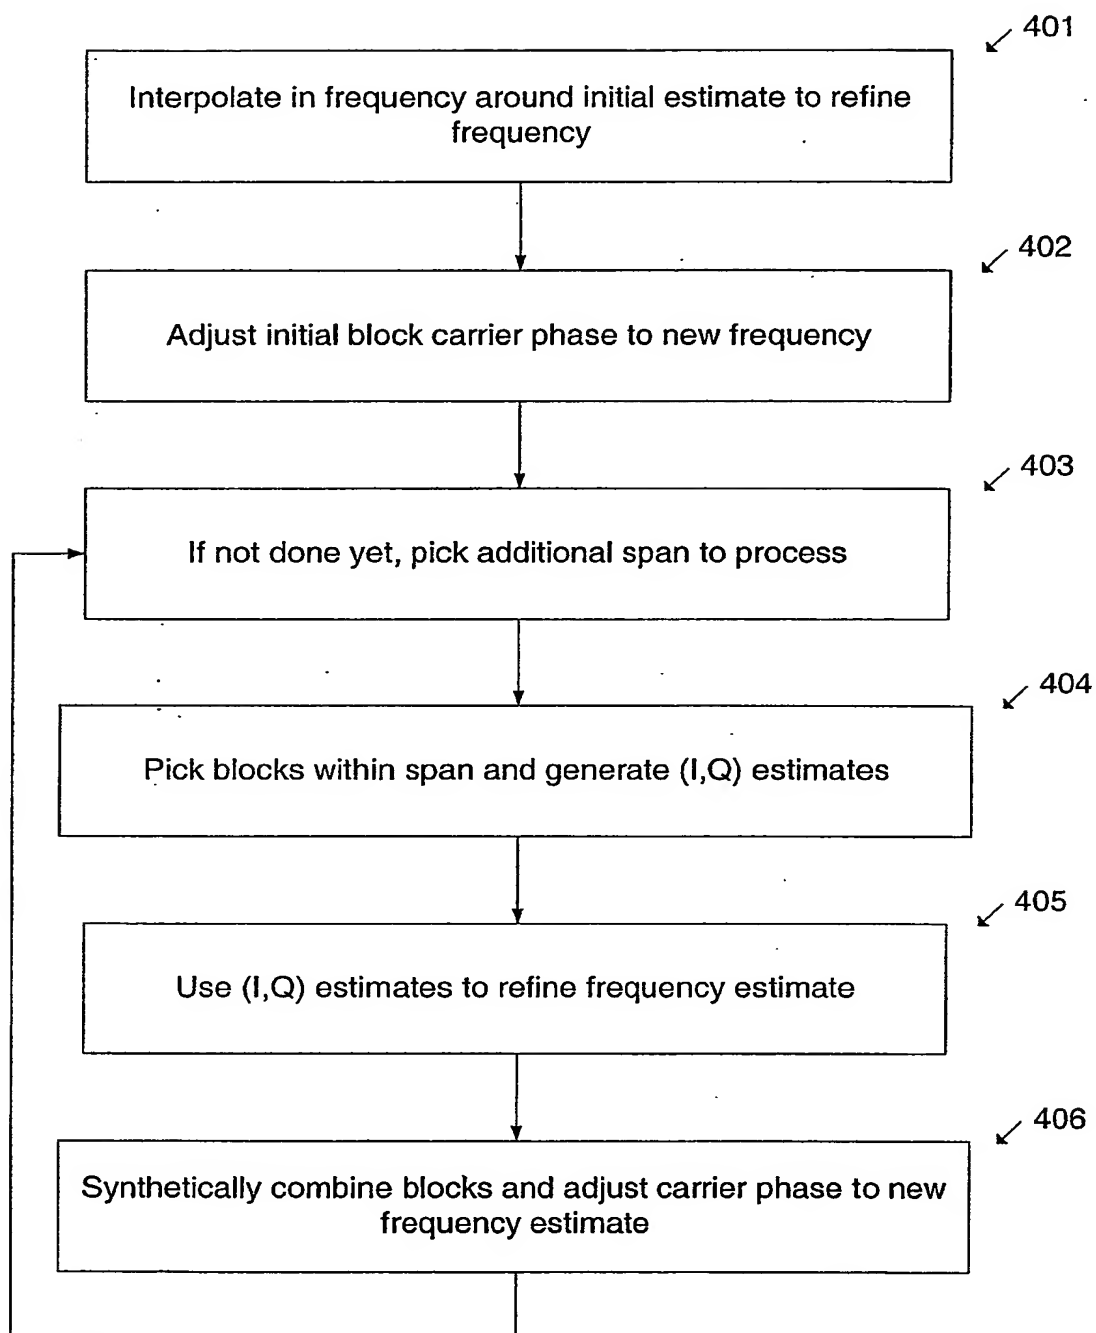 401
Interpolate in frequency around initial estimate to refine
frequency
402
Adjust initial block carrier phase to new frequency
403
If not done yet, pick additional span to process
404
Pick blocks within span and generate (I,Q) estimates
405
Use (I,Q) estimates to refine frequency estimate
406
Synthetically combine blocks and adjust carrier phase to new
frequency estimate